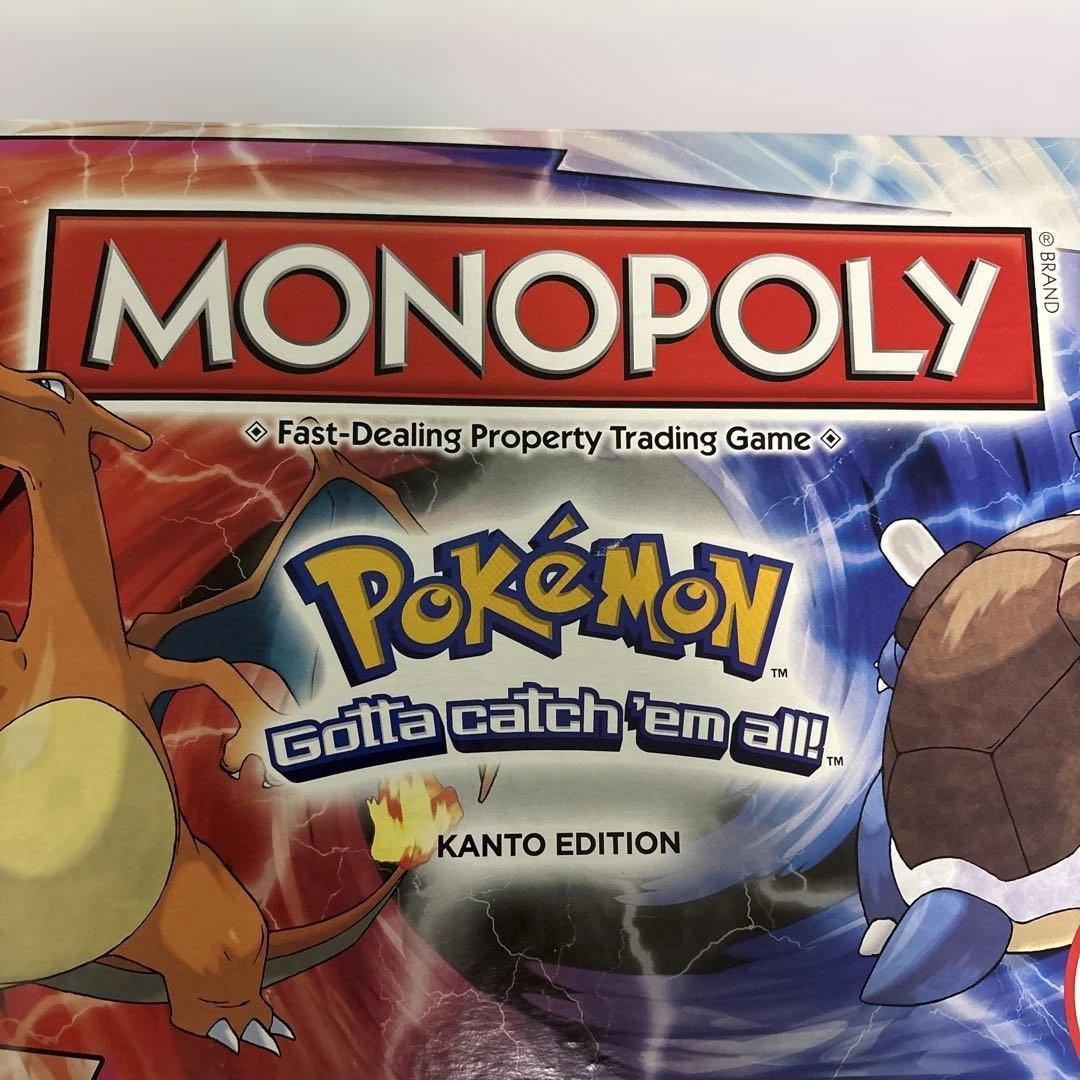 MONOPOLY
® BRAND
Fast-Dealing Property Trading Game
POKéMON ™
Gotta catch 'em all! ™
KANTO EDITION